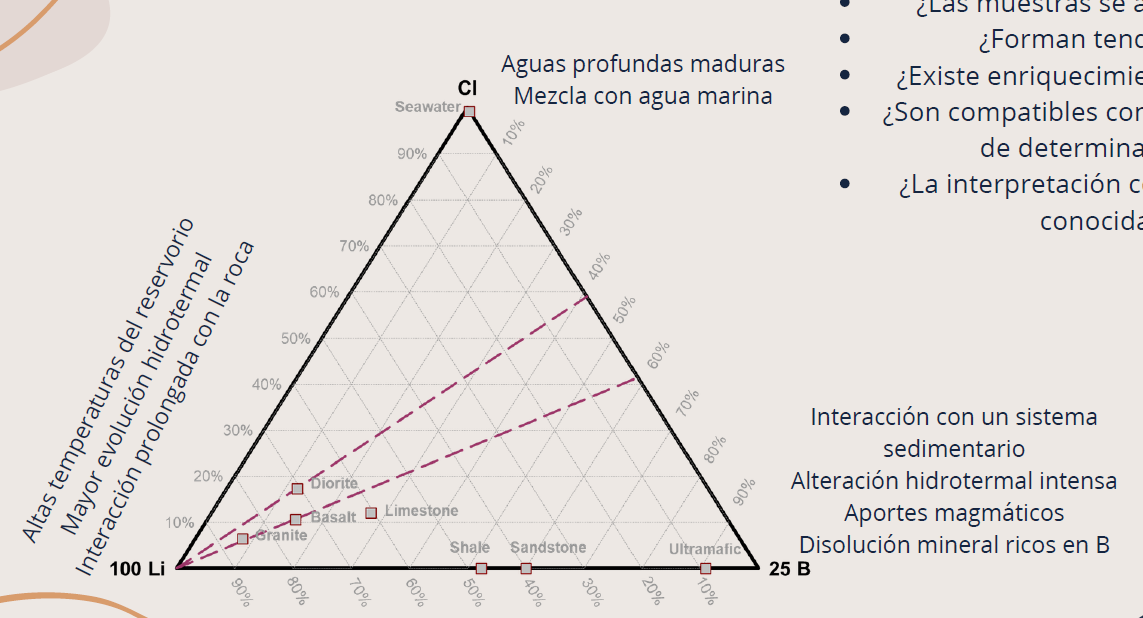 ¿Las muestras se a
¿Forman tend
¿Existe enriquecimie
¿Son compatibles con
de determina
¿La interpretación c
conocida
Aguas profundas maduras
Mezcla con agua marina
Cl
Seawater
90%
80%
70%
60%
50%
40%
30%
20%
10%
10%
20%
30%
40%
50%
60%
70%
80%
90%
Altas temperaturas del reservorio
Mayor evolución hidrotermal
Interacción prolongada con la roca
Diorite
Basalt
Granite
Limestone
Shale
Sandstone
Ultramafic
100 Li
25 B
90%
80%
70%
60%
50%
40%
30%
20%
10%
Interacción con un sistema
sedimentario
Alteración hidrotermal intensa
Aportes magmáticos
Disolución mineral ricos en B